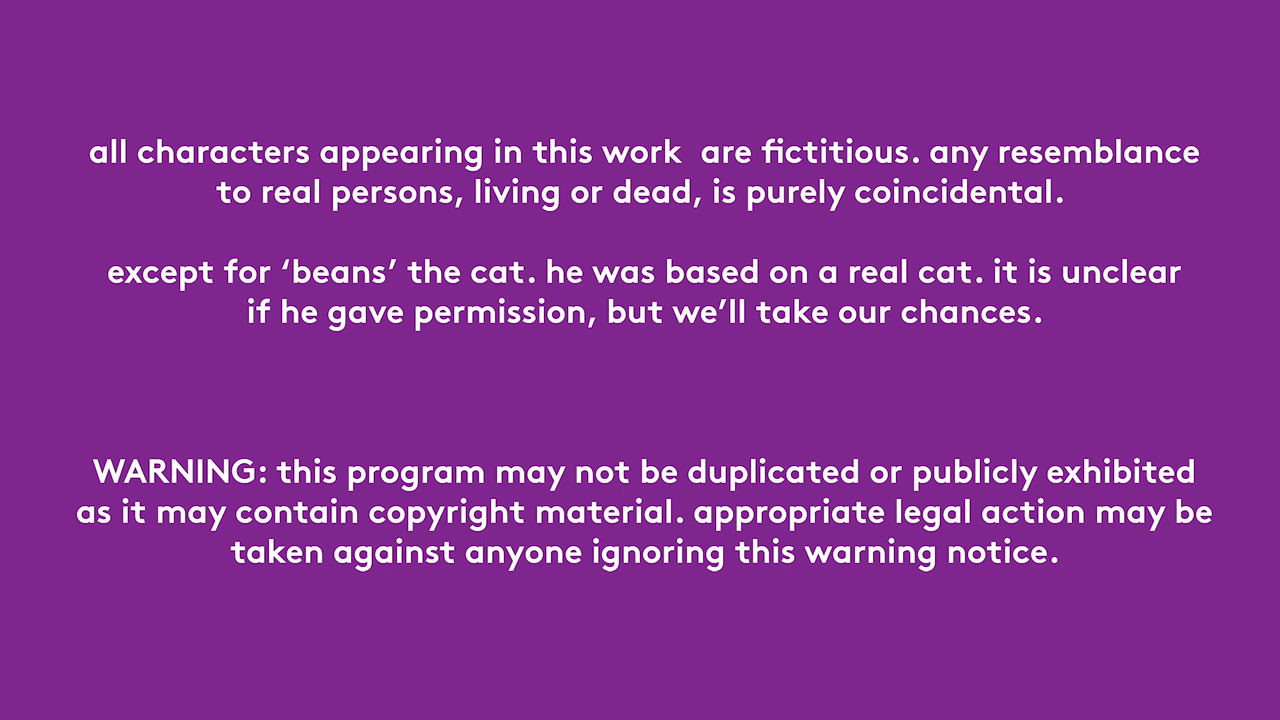 all characters appearing in this work  are fictitious. any resemblance
to real persons, living or dead, is purely coincidental.
except for ‘beans’ the cat. he was based on a real cat. it is unclear
if he gave permission, but we’ll take our chances.
WARNING: this program may not be duplicated or publicly exhibited
as it may contain copyright material. appropriate legal action may be
taken against anyone ignoring this warning notice.